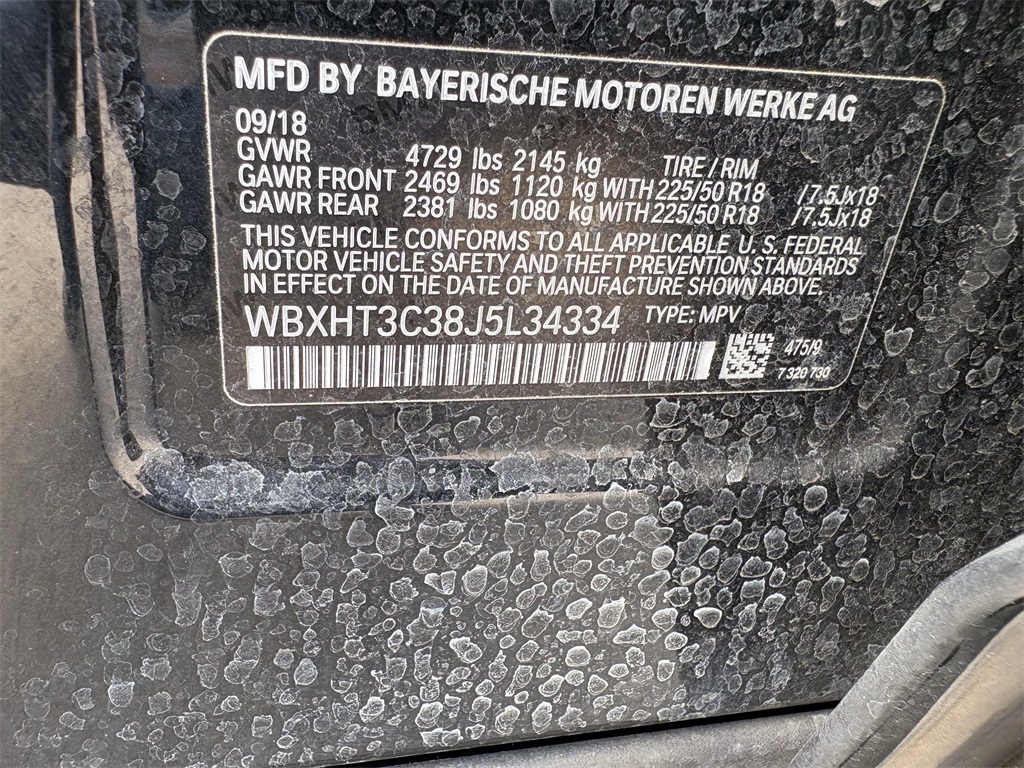 MFD BY BAYERISCHE MOTOREN WERKE AG
09/18
GVWR 4729 lbs 2145 kg TIRE / RIM
GAWR FRONT 2469 lbs 1120 kg WITH 225/50 R18 /7.5Jx18
GAWR REAR 2381 lbs 1080 kg WITH 225/50 R18 /7.5Jx18
THIS VEHICLE CONFORMS TO ALL APPLICABLE U. S. FEDERAL
MOTOR VEHICLE SAFETY AND THEFT PREVENTION STANDARDS
IN EFFECT ON THE DATE OF MANUFACTURE SHOWN ABOVE.
WBXHT3C38J5L34334 TYPE: MPV
475/9
7 320 730